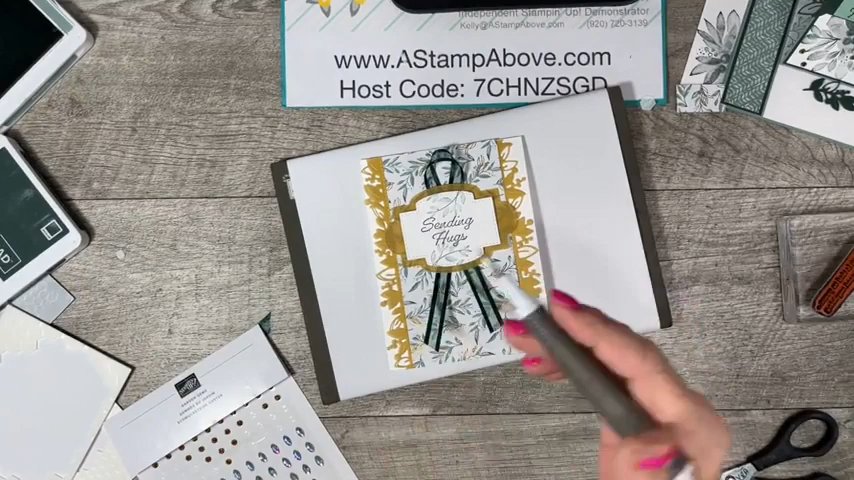 Independent Stampin' Up! Demonstrator
Kelly@AStampAbove.com (920) 720-3139
www.AStampAbove.com
Host Code: 7CHNZSGD
Sending
Hugs